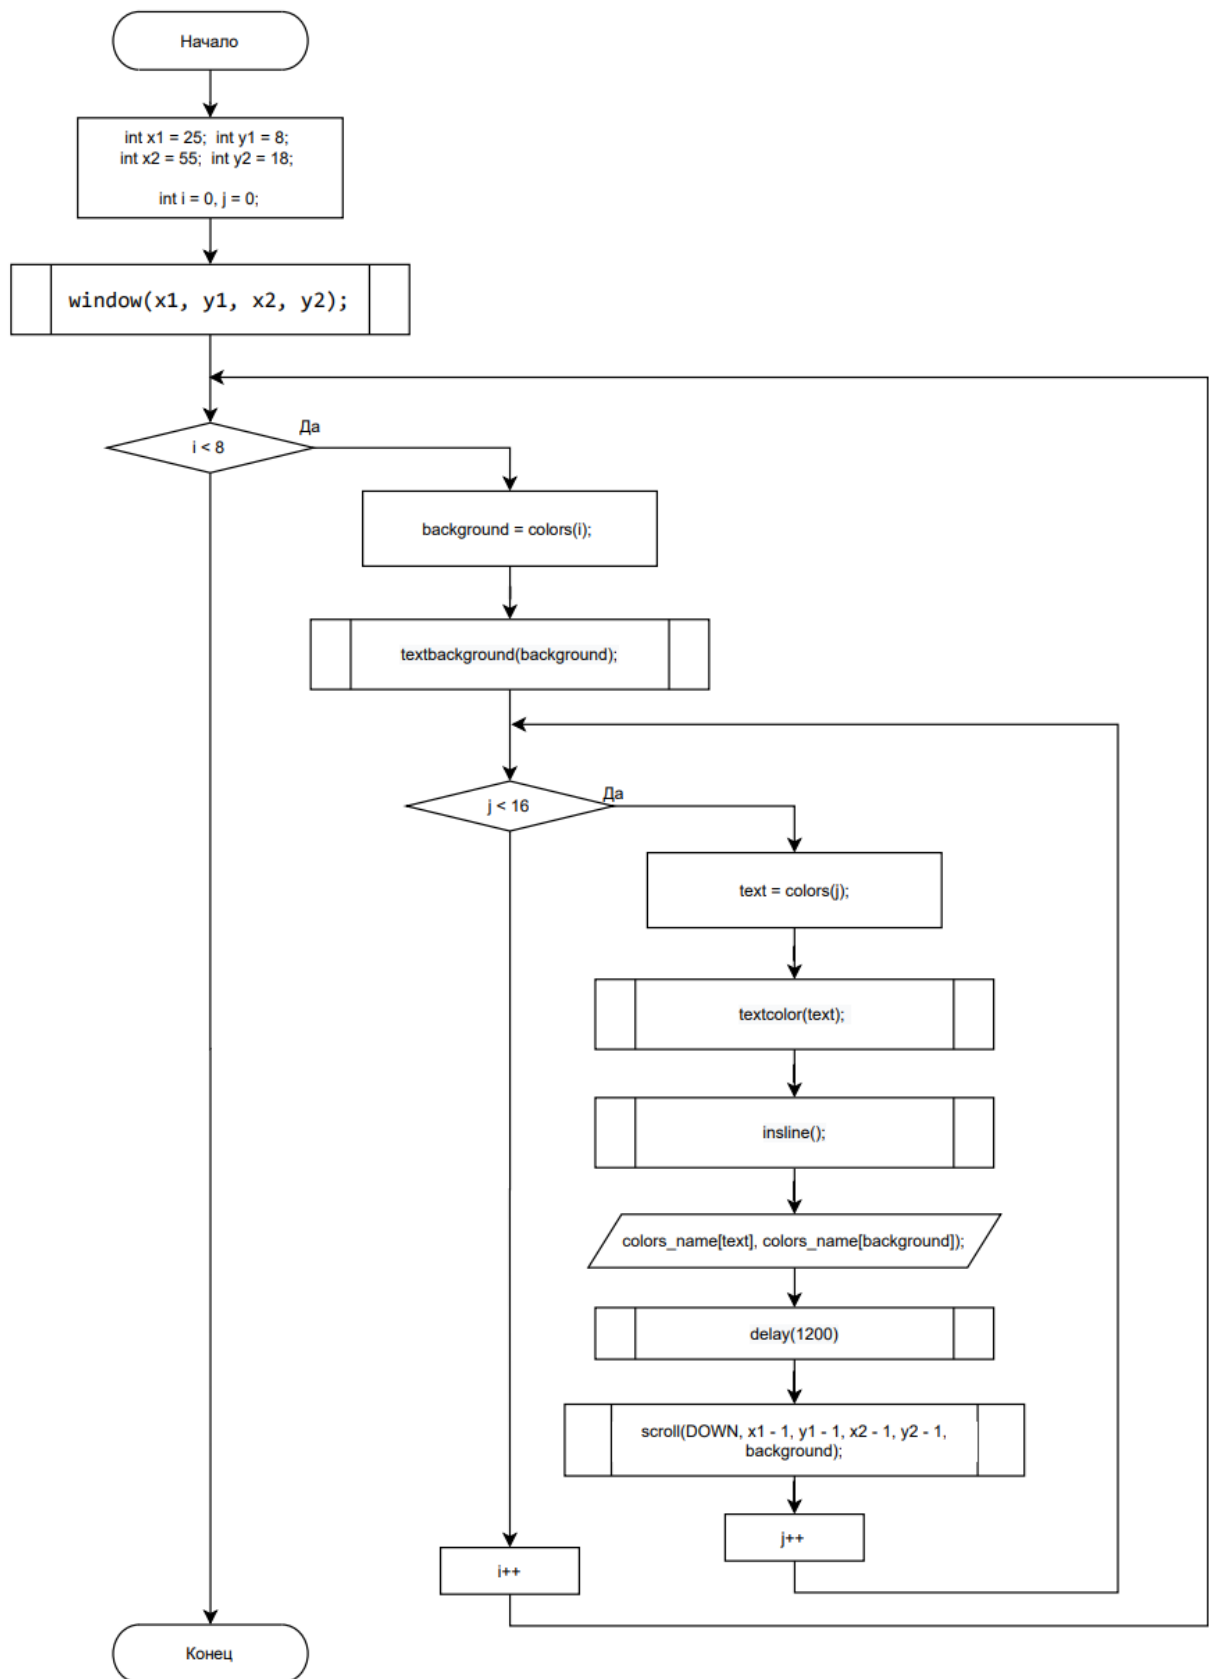 Начало
int x1 = 25; int y1 = 8;
int x2 = 55; int y2 = 18;
int i = 0, j = 0;
window(x1, y1, x2, y2);
Да
i < 8
background = colors(i);
textbackground(background);
Да
j < 16
text = colors(j);
textcolor(text);
insline();
colors_name[text], colors_name[background]);
delay(1200)
scroll(DOWN, x1 - 1, y1 - 1, x2 - 1, y2 - 1,
background);
j++
i++
Конец